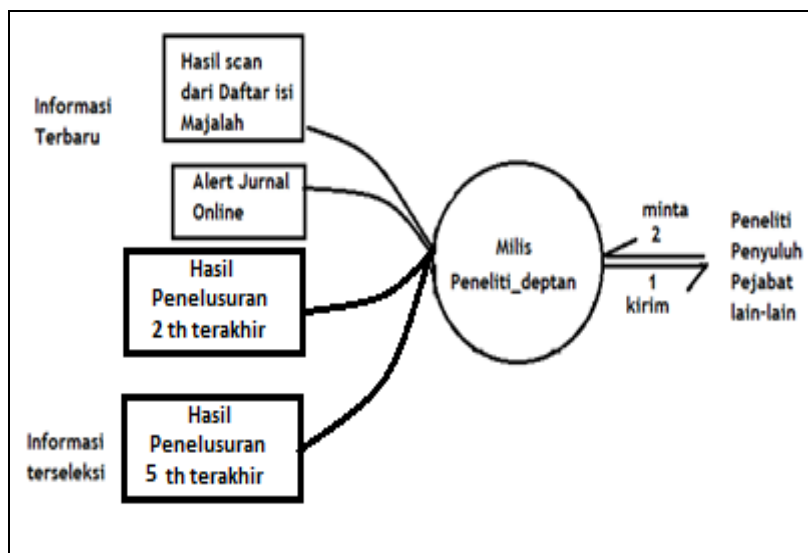 Informasi
Terbaru
Hasil scan
dari Daftar isi
Majalah
Alert Jurnal
Online
Hasil
Penelusuran
2 th terakhir
Informasi
terseleksi
Hasil
Penelusuran
5 th terakhir
Milis
Peneliti_deptan
minta
2
1
kirim
Peneliti
Penyuluh
Pejabat
lain-lain